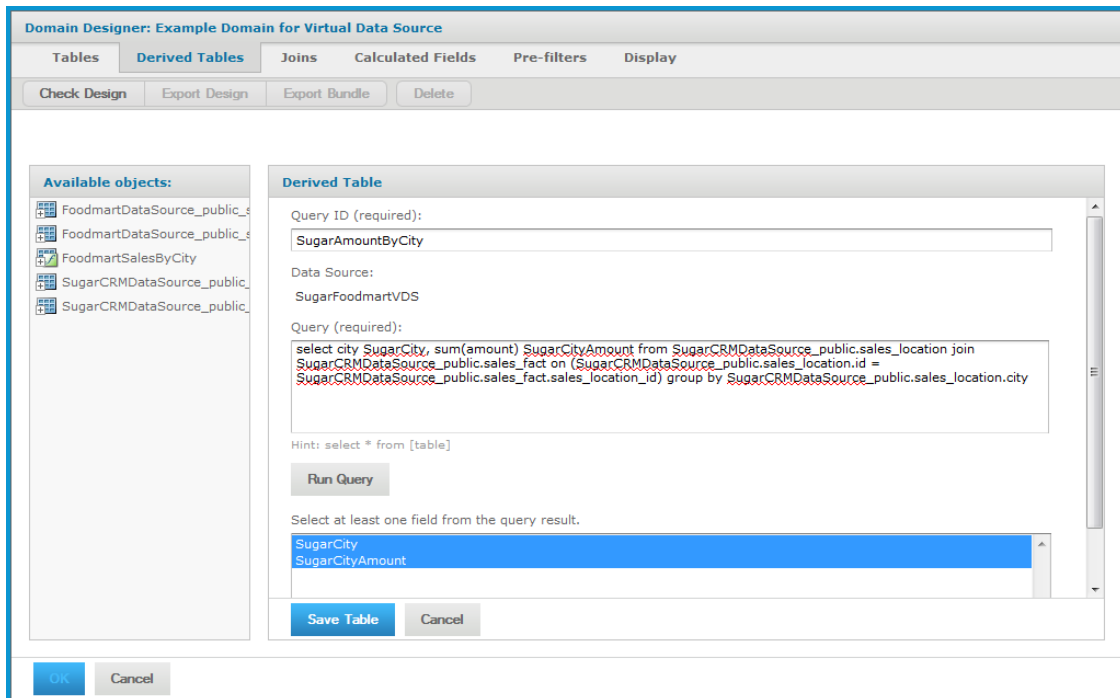 Domain Designer: Example Domain for Virtual Data Source
Tables Derived Tables Joins Calculated Fields Pre-filters Display
Check Design Export Design Export Bundle Delete
Available objects:
FoodmartDataSource_public_s
FoodmartDataSource_public_s
FoodmartSalesByCity
SugarCRMDataSource_public_
SugarCRMDataSource_public_
Derived Table
Query ID (required):
SugarAmountByCity
Data Source:
SugarFoodmartVDS
Query (required):
select city SugarCity, sum(amount) SugarCityAmount from SugarCRMDataSource_public.sales_location join
SugarCRMDataSource_public.sales_fact on (SugarCRMDataSource_public.sales_location.id =
SugarCRMDataSource_public.sales_fact.sales_location_id) group by SugarCRMDataSource_public.sales_location.city
Hint: select * from [table]
Run Query
Select at least one field from the query result.
SugarCity
SugarCityAmount
Save Table Cancel
OK Cancel